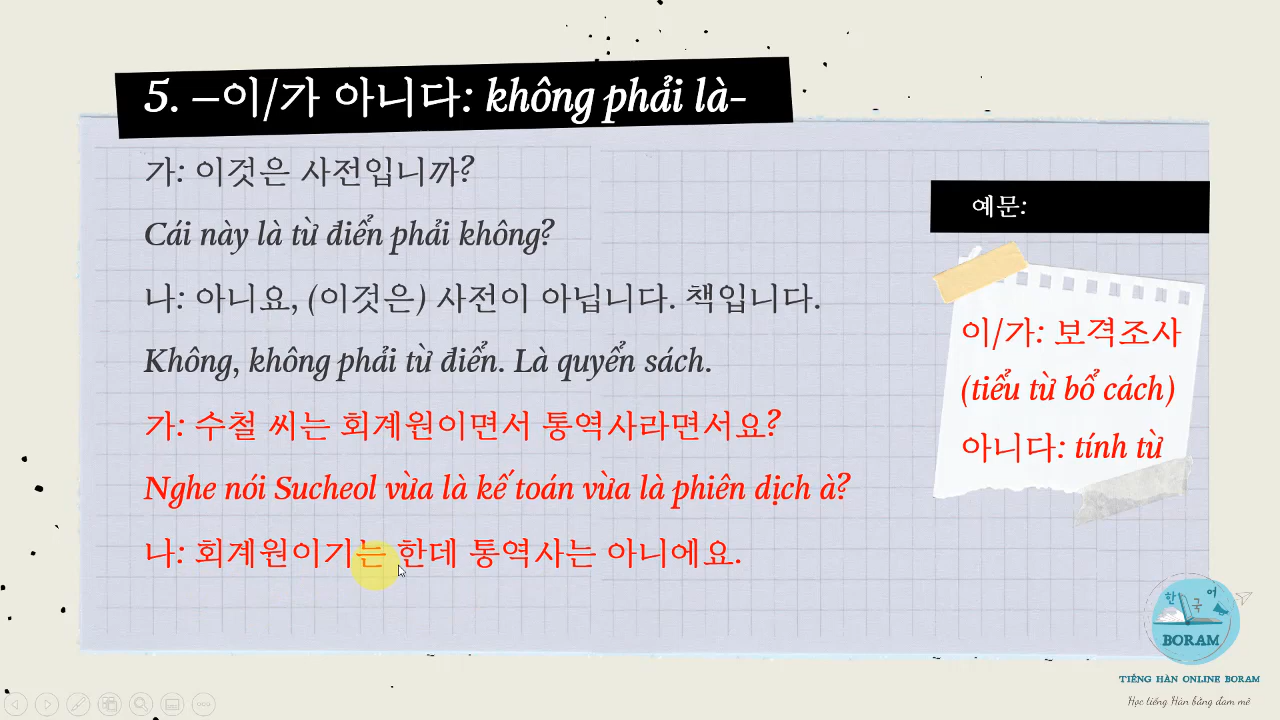 5. –이/가 아니다: không phải là-
가: 이것은 사전입니까?
Cái này là từ điển phải không?
나: 아니요, (이것은) 사전이 아닙니다. 책입니다.
Không, không phải từ điển. Là quyển sách.
가: 수철 씨는 회계원이면서 통역사라면서요?
Nghe nói Sucheol vừa là kế toán vừa là phiên dịch à?
나: 회계원이기는 한데 통역사는 아니에요.
예문:
이/가: 보격조사
(tiểu từ bổ cách)
아니다: tính từ
한국어
BORAM
TIẾNG HÀN ONLINE BORAM
Học tiếng Hàn bằng đam mê